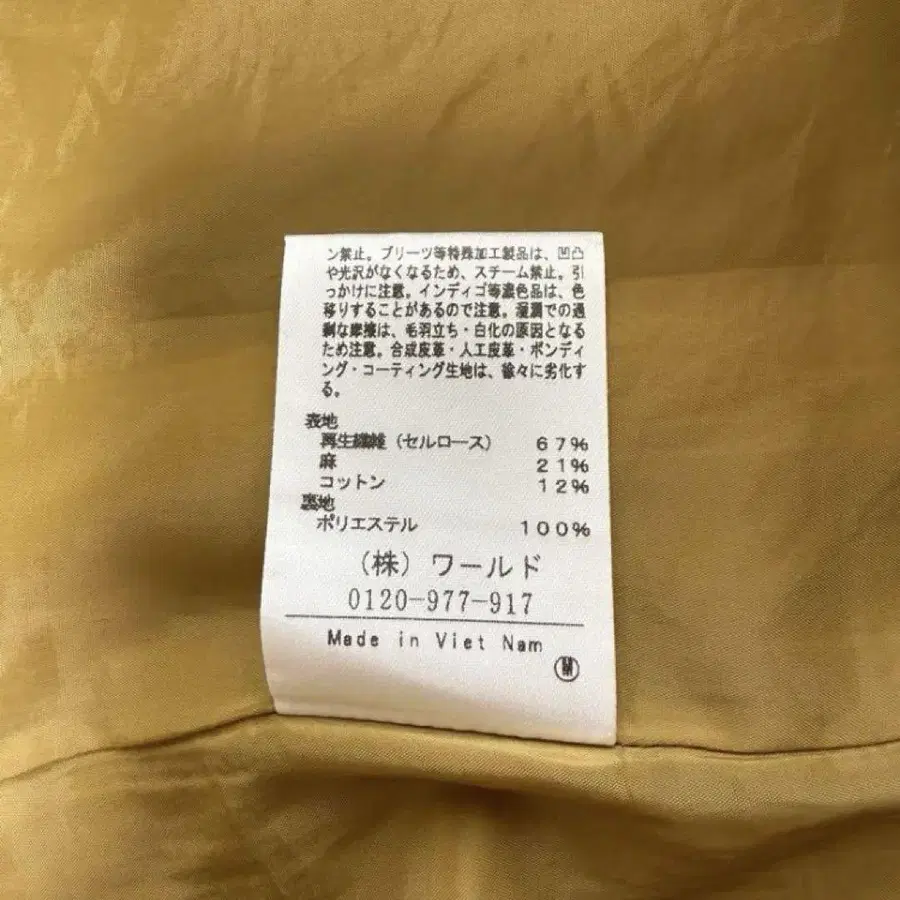 ン禁止。プリーツ等特殊加工製品は、凹凸
や光沢がなくなるため、スチーム禁止。引
っかけに注意。インディゴ等濃色品は、色
移りすることがあるので注意。湿潤での過
剰な摩擦は、毛羽立ち・白化の原因となる
ため注意。合成皮革・人工皮革・ボンディ
ング・コーティング生地は、徐々に劣化す
る。
表地
再生繊維（セルロース） 67%
麻 21%
コットン 12%
裏地
ポリエステル 100%
（株）ワールド
0120-977-917
Made in Viet Nam